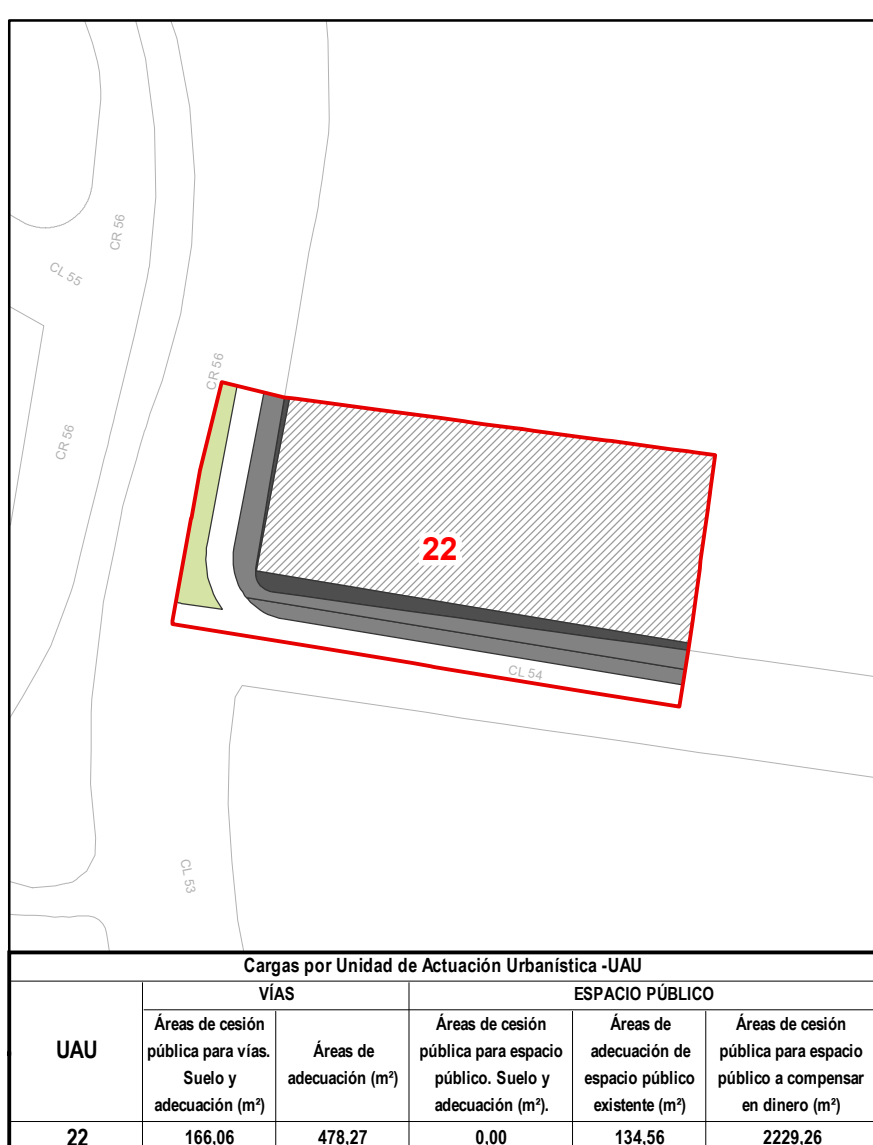 CR 56
CL 55
CR 56
CR 56
22
CL 54
CL 53
Cargas por Unidad de Actuación Urbanística -UAU
VÍAS
ESPACIO PÚBLICO
UAU
Áreas de cesión
pública para vías.
Suelo y
adecuación (m²)
Áreas de
adecuación (m²)
Áreas de cesión
pública para espacio
público. Suelo y
adecuación (m²).
Áreas de
adecuación de
espacio público
existente (m²)
Áreas de cesión
pública para espacio
público a compensar
en dinero (m²)
22
166,06
478,27
0,00
134,56
2229,26